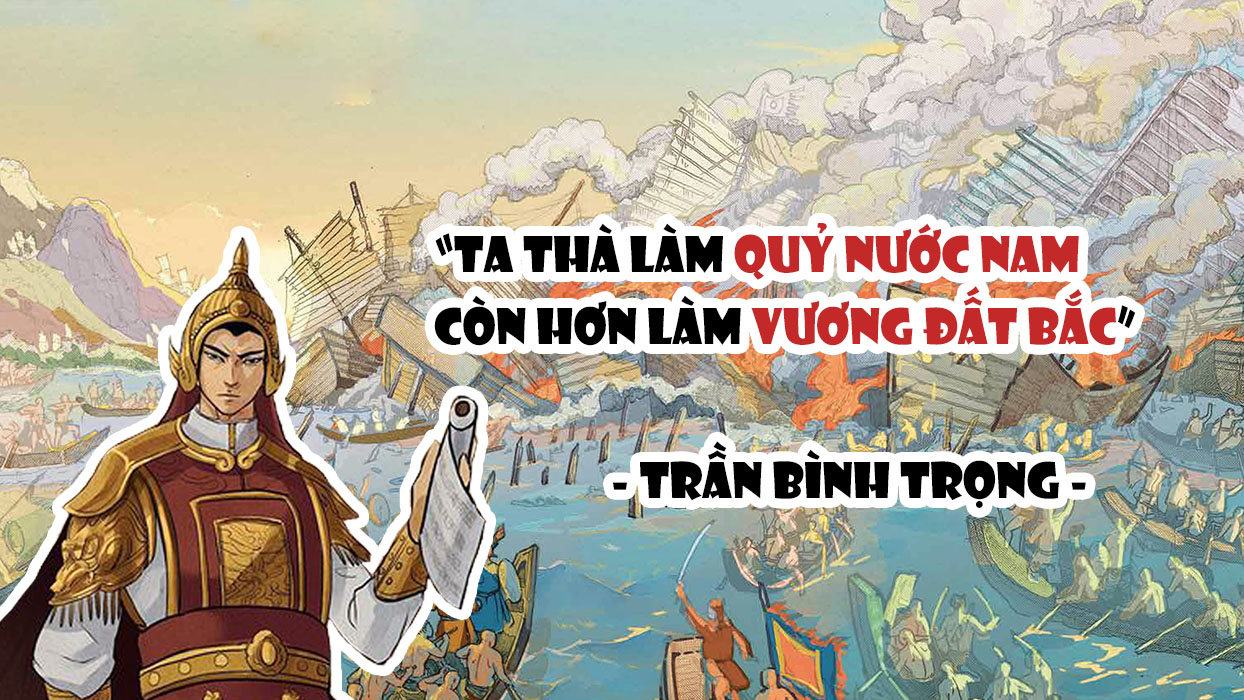 "TA THÀ LÀM QUỶ NƯỚC NAM
CÒN HƠN LÀM VƯƠNG ĐẤT BẮC"
- TRẦN BÌNH TRỌNG -